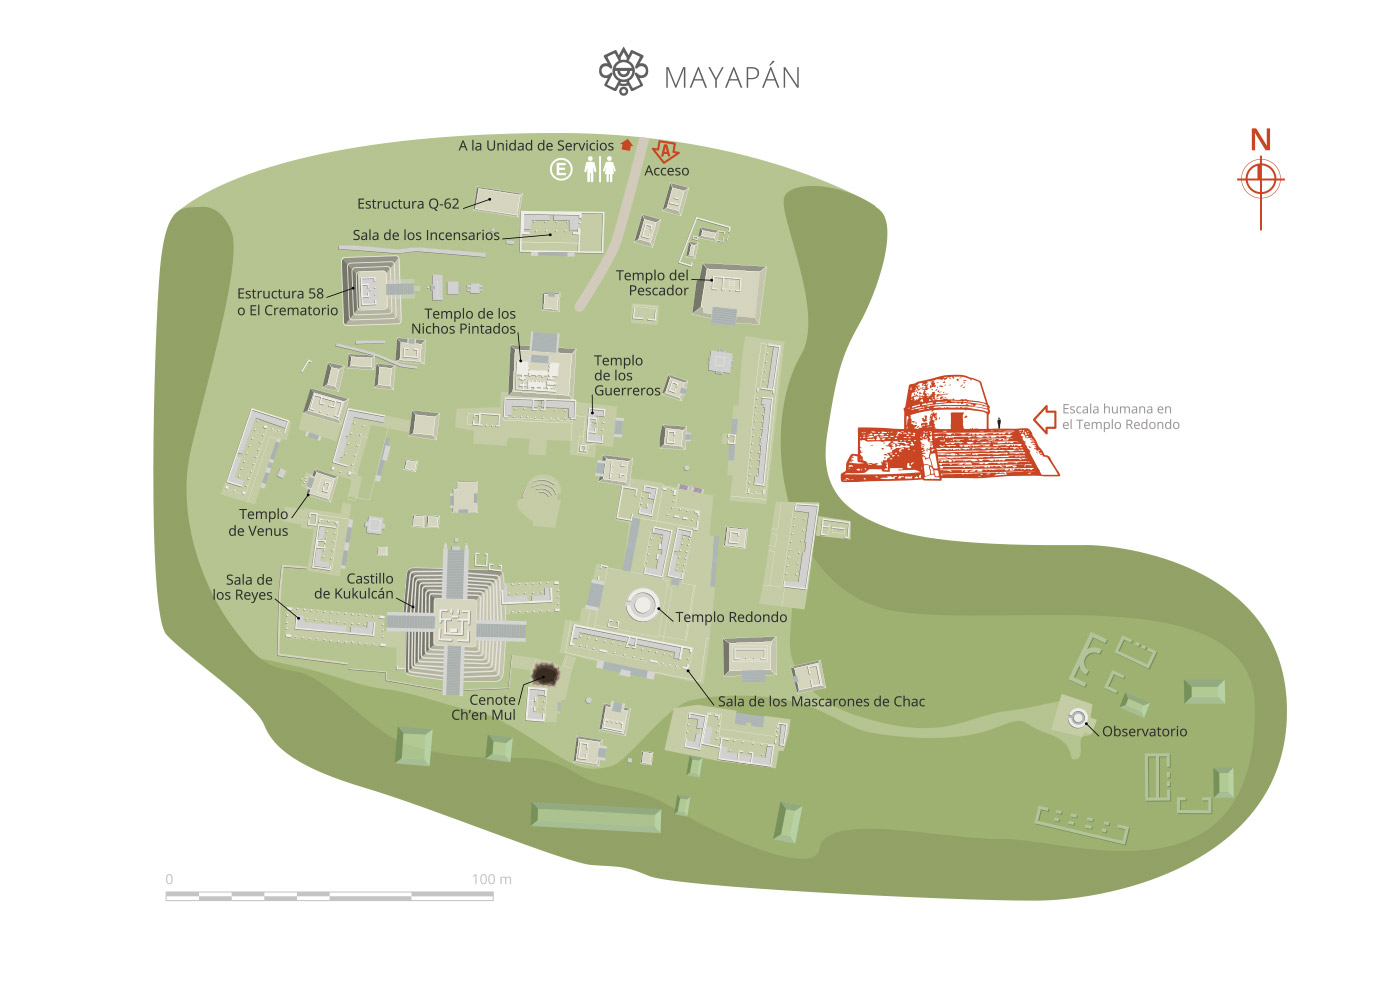 MAYAPÁN
N
A la Unidad de Servicios
A
E
Acceso
Estructura Q-62
Sala de los Incensarios
Templo del
Pescador
Estructura 58
o El Crematorio
Templo de los
Nichos Pintados
Templo
de los
Guerreros
Escala humana en
el Templo Redondo
Templo
de Venus
Sala de
los Reyes
Castillo
de Kukulcán
Templo Redondo
Cenote
Ch'en Mul
Sala de los Mascarones de Chac
Observatorio
0
100 m